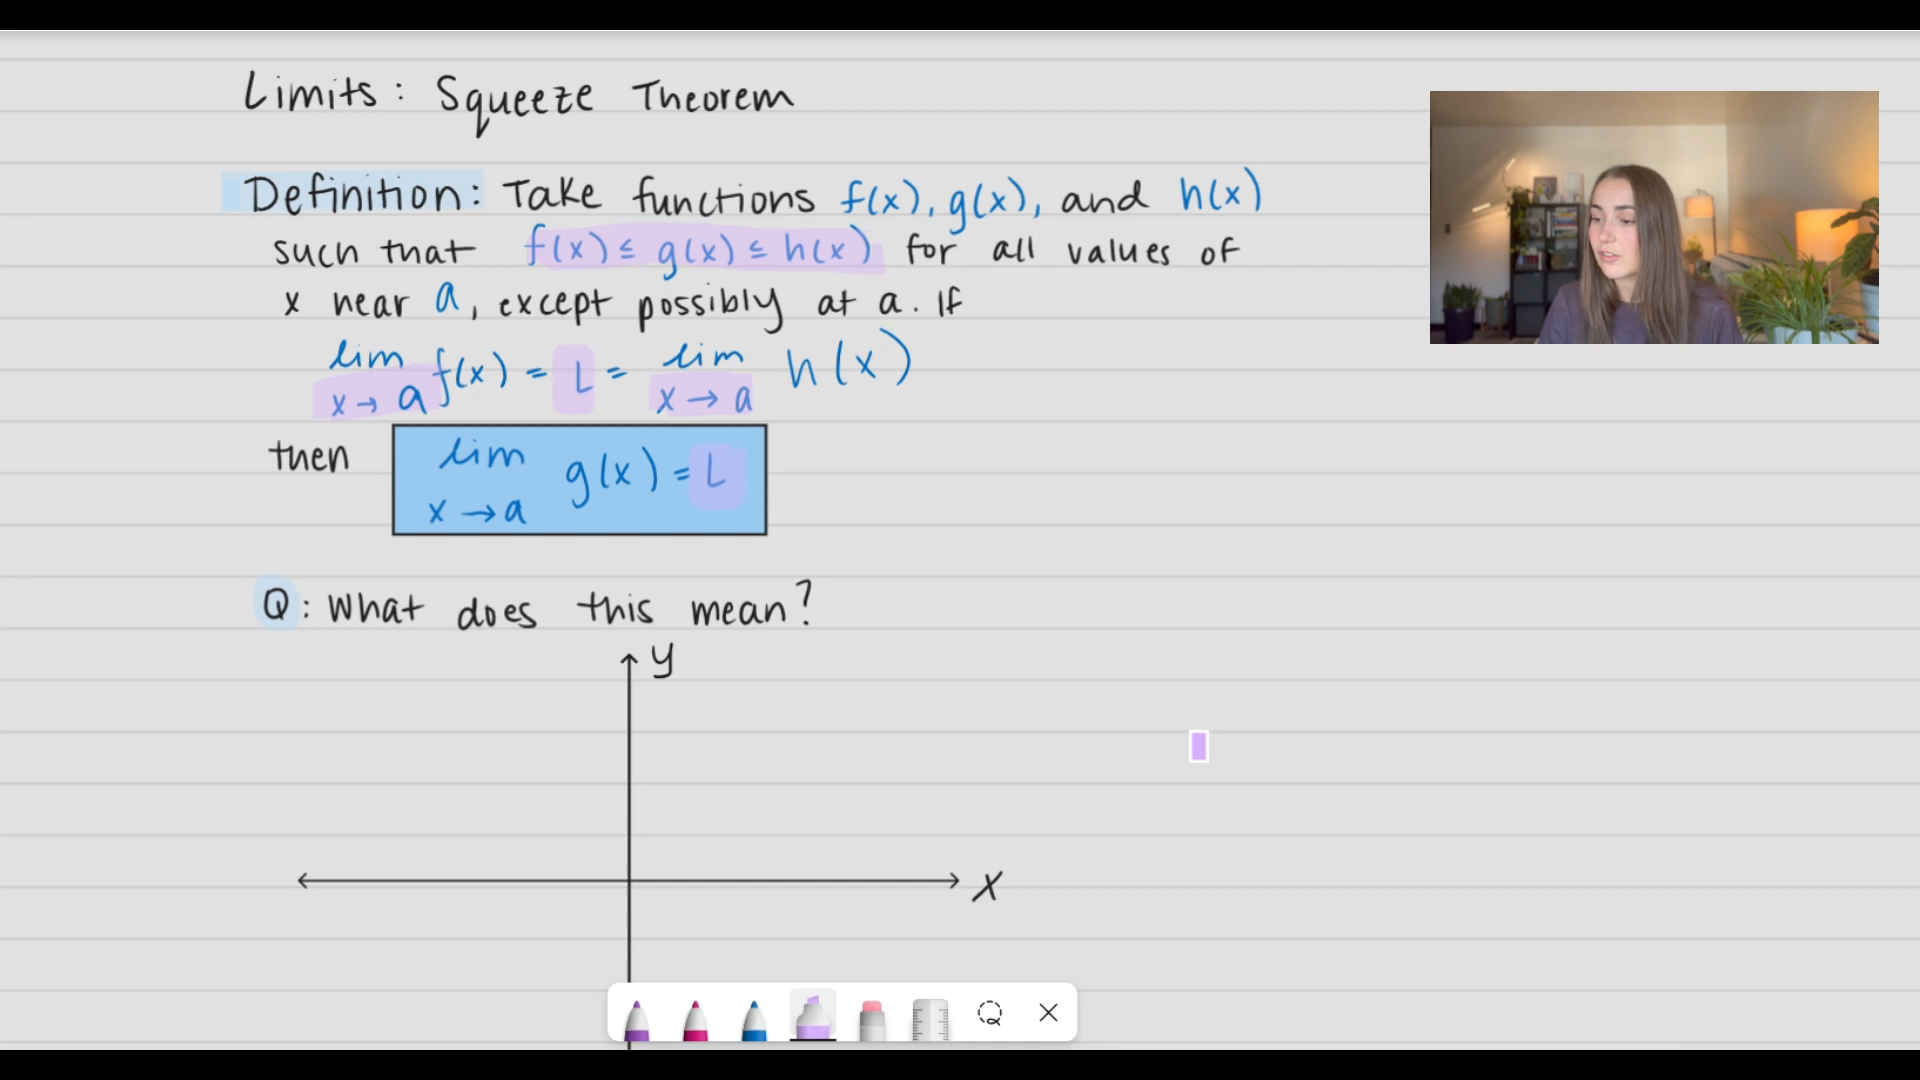 Limits: Squeeze Theorem
Definition: Take functions f(x), g(x), and h(x)
such that f(x) ≤ g(x) ≤ h(x) for all values of
x near a, except possibly at a. If
lim x→a f(x) = L = lim x→a h(x)
then lim x→a g(x) = L
Q: What does this mean?
y
x